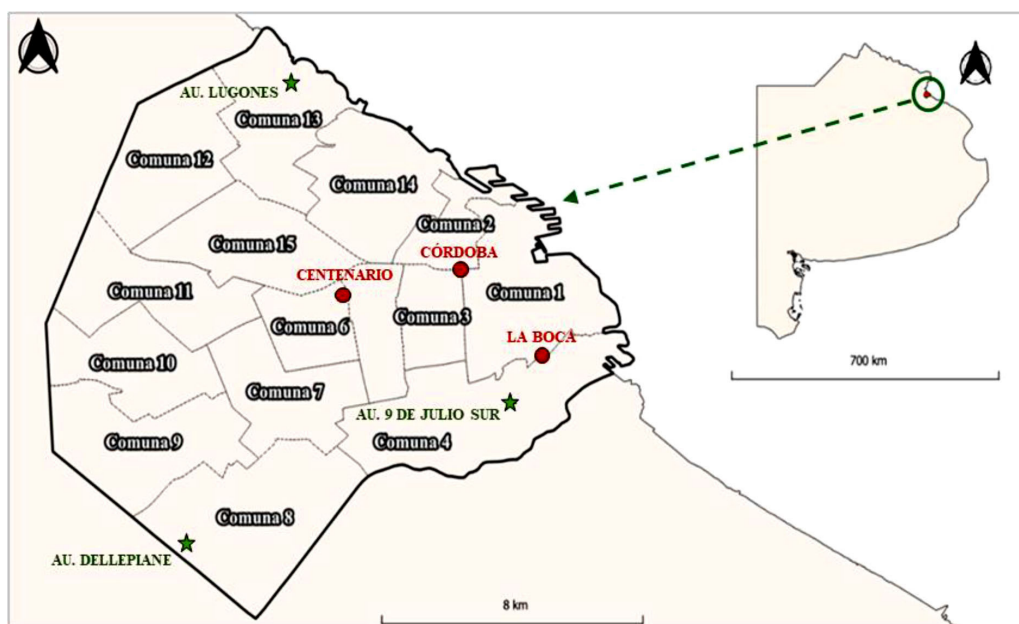 AU. LUGONES
Comuna 13
Comuna 12
Comuna 14
Comuna 2
Comuna 15
CÓRDOBA
CENTENARIO
Comuna 11
Comuna 1
Comuna 6
Comuna 3
LA BOCA
Comuna 10
700 km
Comuna 7
AU. 9 DE JULIO SUR
Comuna 9
Comuna 4
Comuna 8
AU. DELLEPIANE
8 km